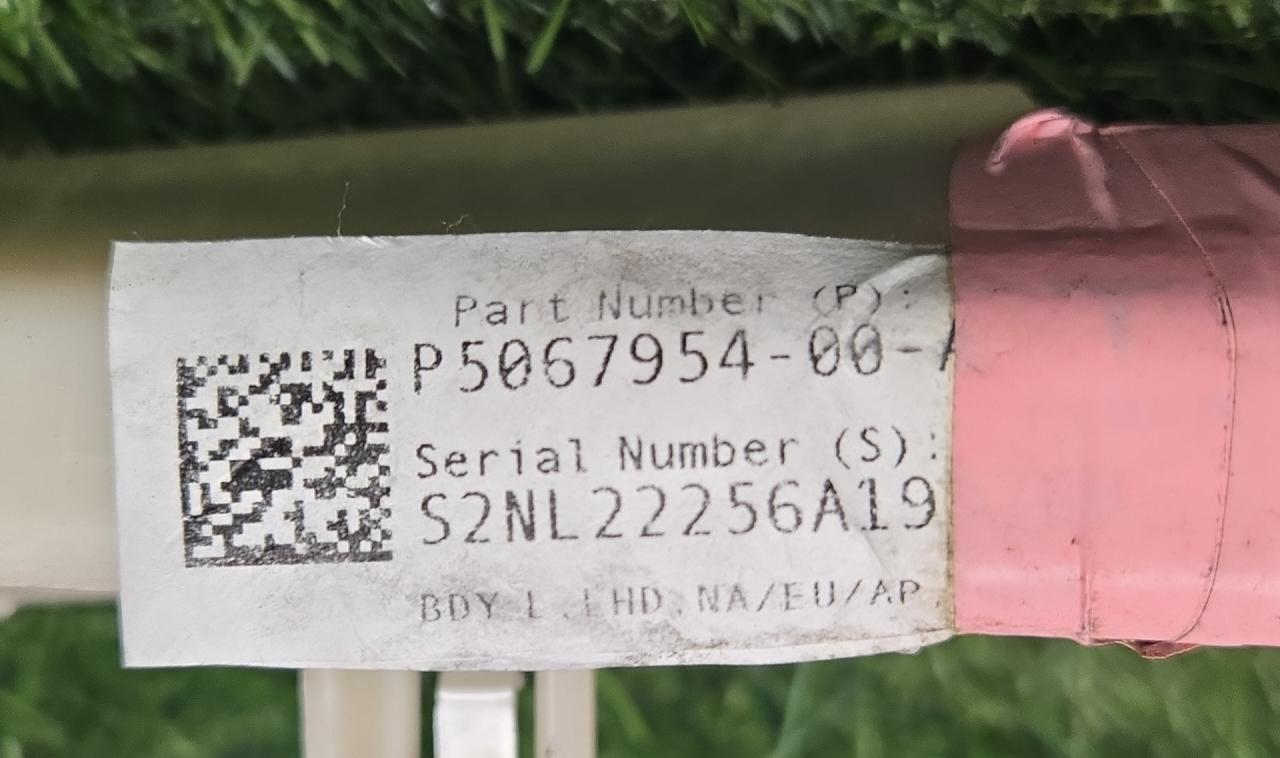 Part Number (P):
P5067954-00-A
Serial Number (S):
S2NL22256A19
BDY L, LHD, NA/EU/AP,